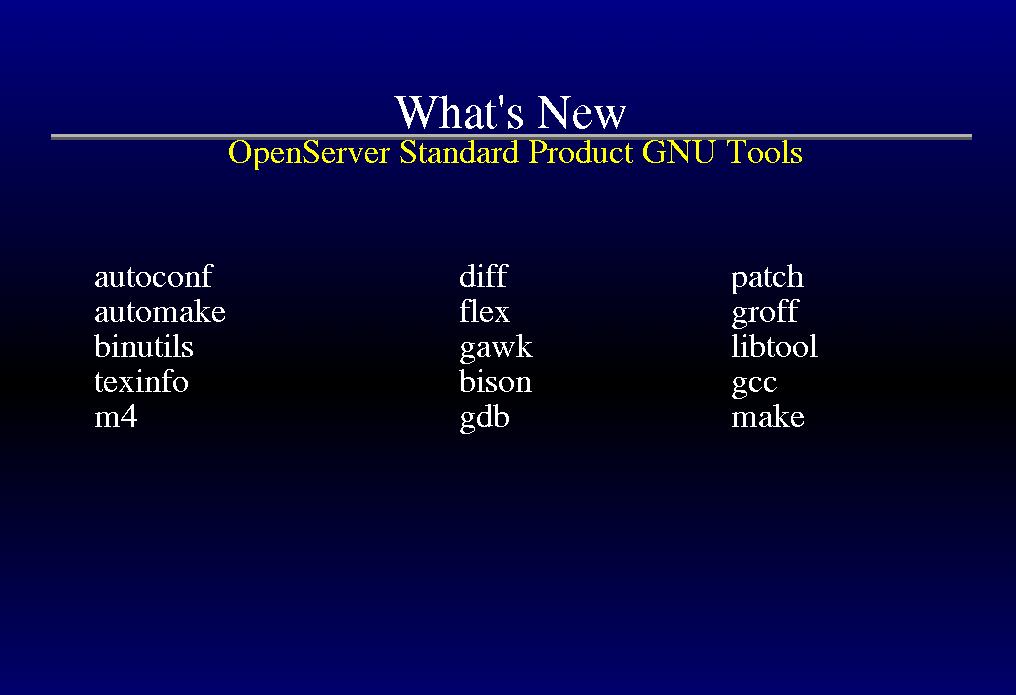 What's New
OpenServer Standard Product GNU Tools
autoconf
automake
binutils
texinfo
m4
diff
flex
gawk
bison
gdb
patch
groff
libtool
gcc
make